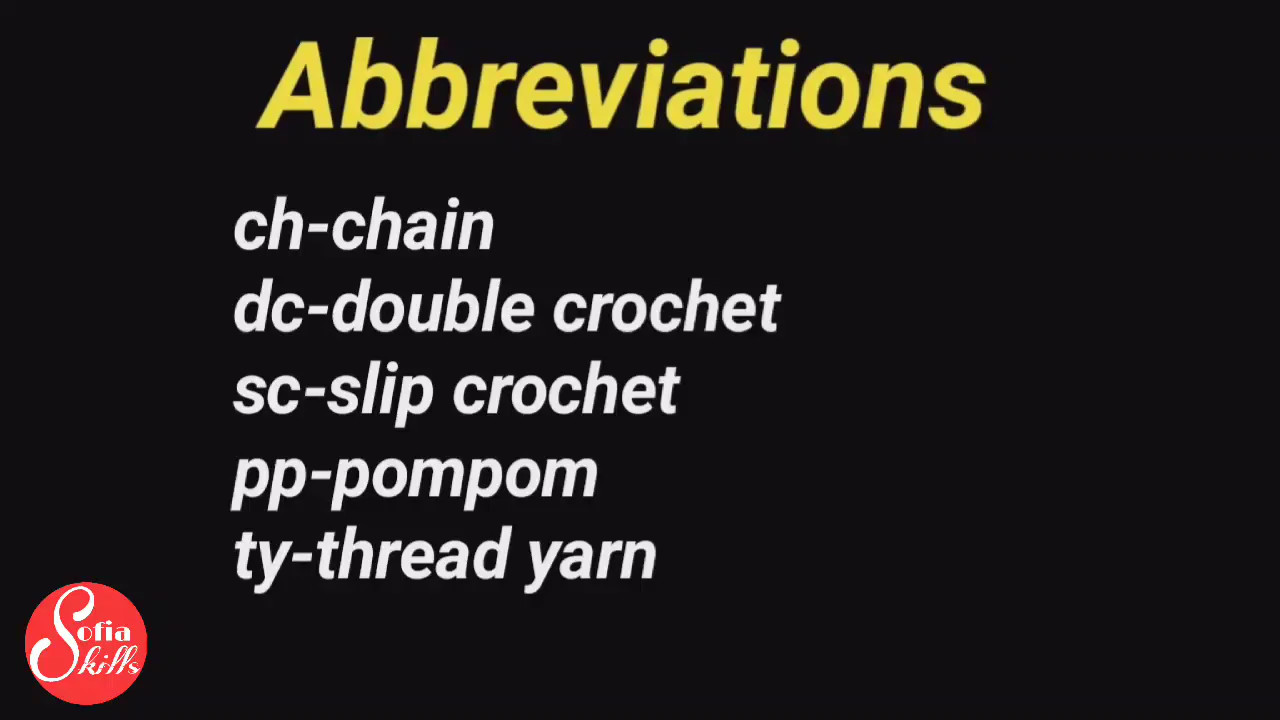 Abbreviations
ch-chain
dc-double crochet
sc-slip crochet
pp-pompom
ty-thread yarn
Sofia
Skills